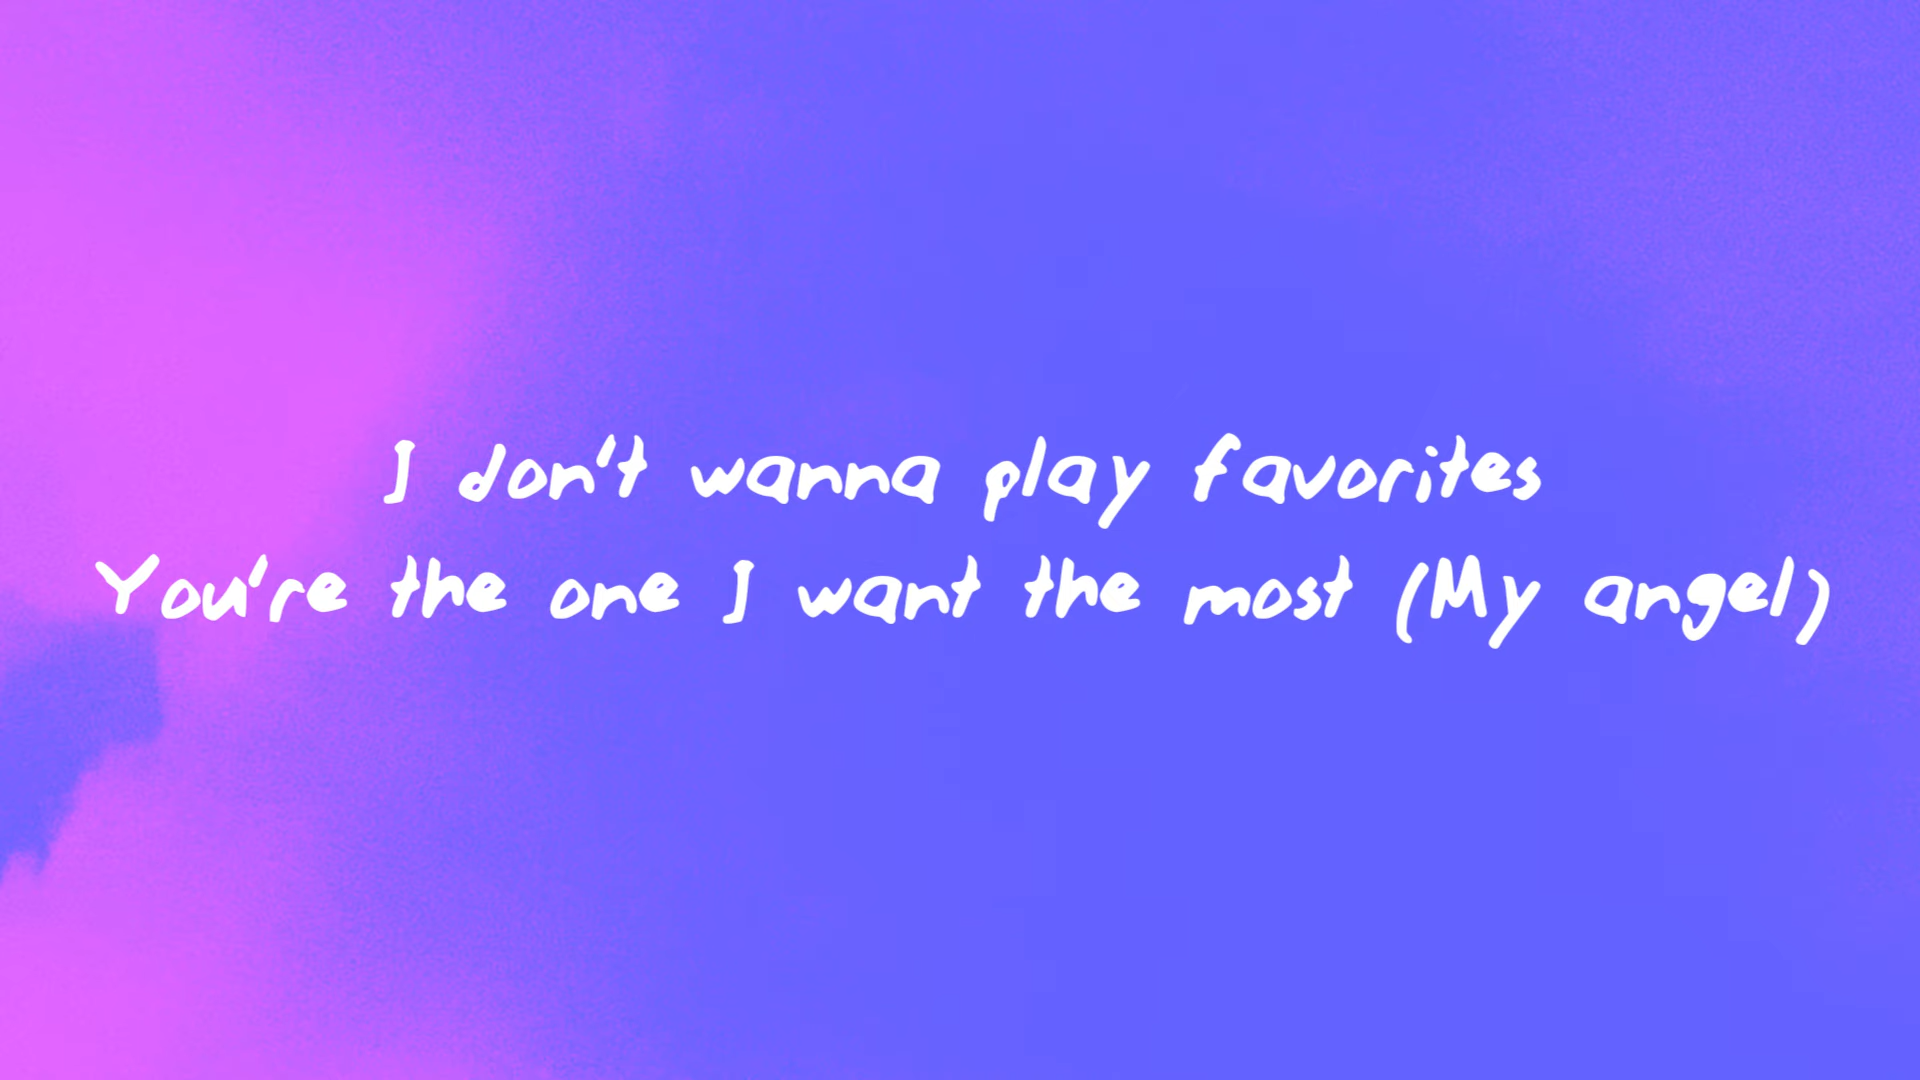 I don't wanna play favorites
You're the one I want the most (My angel)